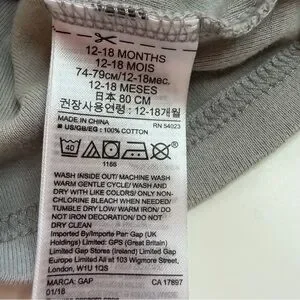 12-18 MONTHS
12-18 MOIS
74-79см/12-18мес.
12-18 MESES
日本 80 CM
권장사용연령 : 12-18개월
MADE IN CHINA RN 54023
US/GB/EG : 100% COTTON
40
1166
WASH INSIDE OUT/ MACHINE WASH
WARM GENTLE CYCLE/ WASH AND
DRY WITH LIKE COLORS/ ONLY NON-
CHLORINE BLEACH WHEN NEEDED/
TUMBLE DRY LOW/ WARM IRON/ DO
NOT IRON DECORATION/ DO NOT
DRY CLEAN
Imported By/Importe Par: Gap (UK
Holdings) Limited: GPS (Great Britain)
Limited Gap Stores (Ireland) Limited
Gap Europe Limited All at 103 Wigmore Street,
London, W1U 1QS
MARCA: GAP CA 17897
01/16